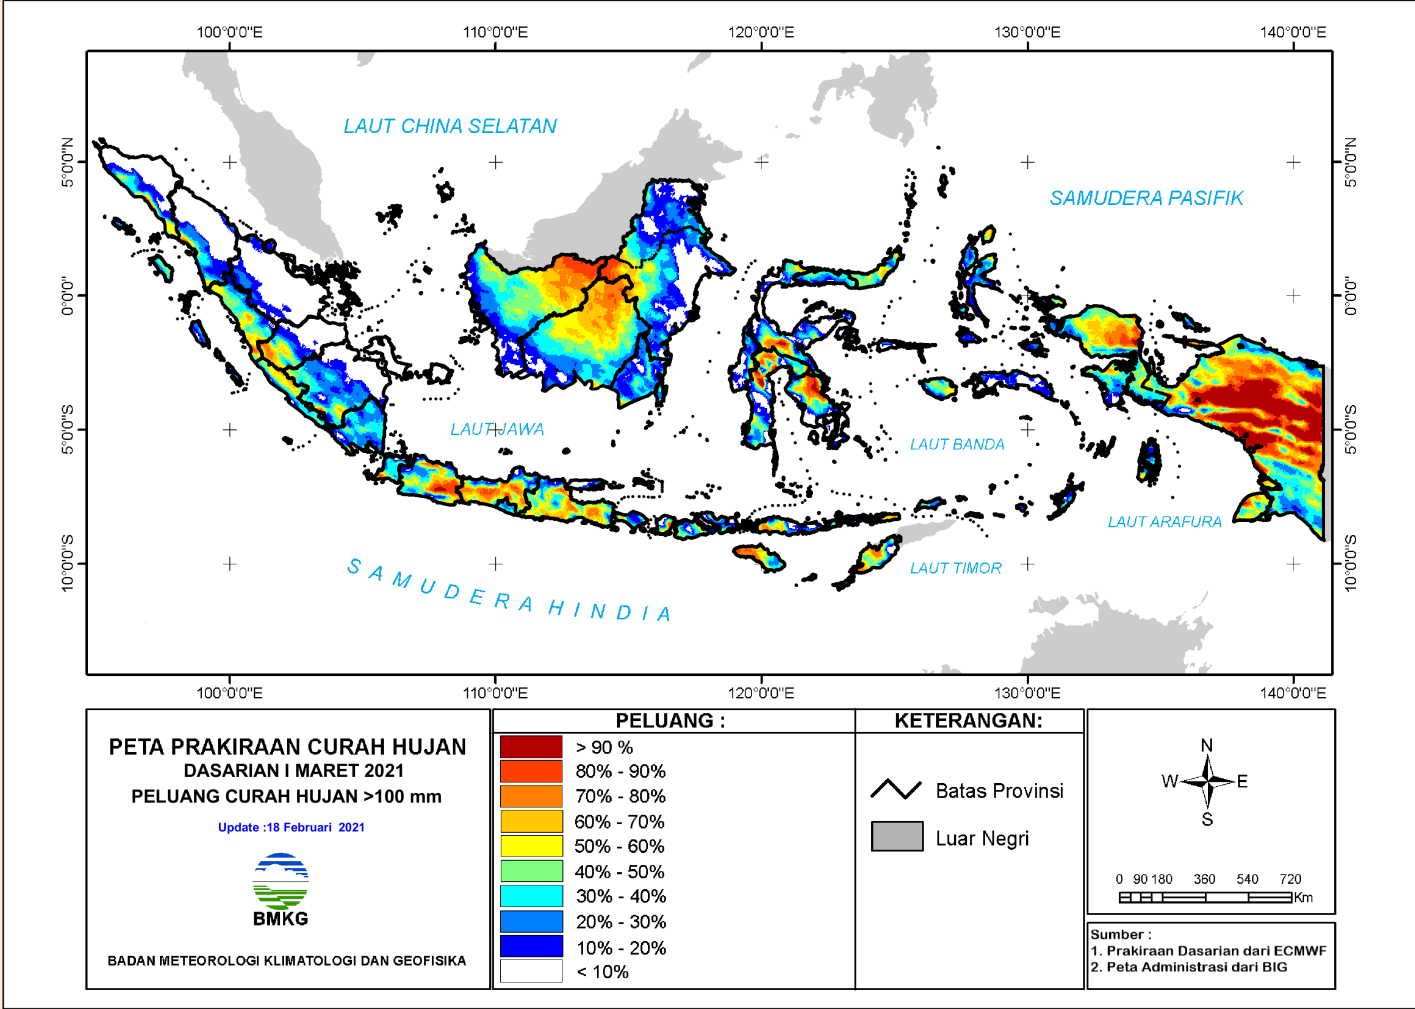 100°0'0"E 110°0'0"E 120°0'0"E 130°0'0"E 140°0'0"E
5°0'0"N 5°0'0"N
0°0'0" 0°0'0"
5°0'0"S 5°0'0"S
10°0'0"S 10°0'0"S
LAUT CHINA SELATAN
SAMUDERA PASIFIK
LAUT JAWA
LAUT BANDA
LAUT ARAFURA
LAUT TIMOR
SAMUDERA HINDIA
100°0'0"E 110°0'0"E 120°0'0"E 130°0'0"E 140°0'0"E
PETA PRAKIRAAN CURAH HUJAN
DASARIAN I MARET 2021
PELUANG CURAH HUJAN >100 mm
Update :18 Februari 2021
BMKG
BADAN METEOROLOGI KLIMATOLOGI DAN GEOFISIKA
PELUANG :
> 90 %
80% - 90%
70% - 80%
60% - 70%
50% - 60%
40% - 50%
30% - 40%
20% - 30%
10% - 20%
< 10%
KETERANGAN:
Batas Provinsi
Luar Negri
N
W E
S
0 90 180 360 540 720
Km
Sumber :
1. Prakiraan Dasarian dari ECMWF
2. Peta Administrasi dari BIG